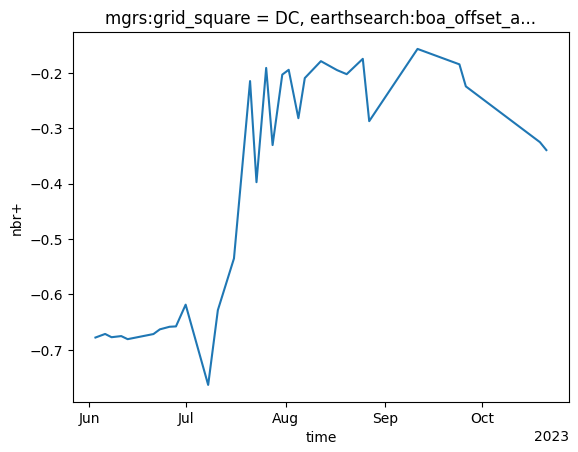 mgrs:grid_square = DC, earthsearch:boa_offset_a...
−0.2
−0.3
−0.4
−0.5
−0.6
−0.7
nbr+
Jun
Jul
Aug
Sep
Oct
time
2023